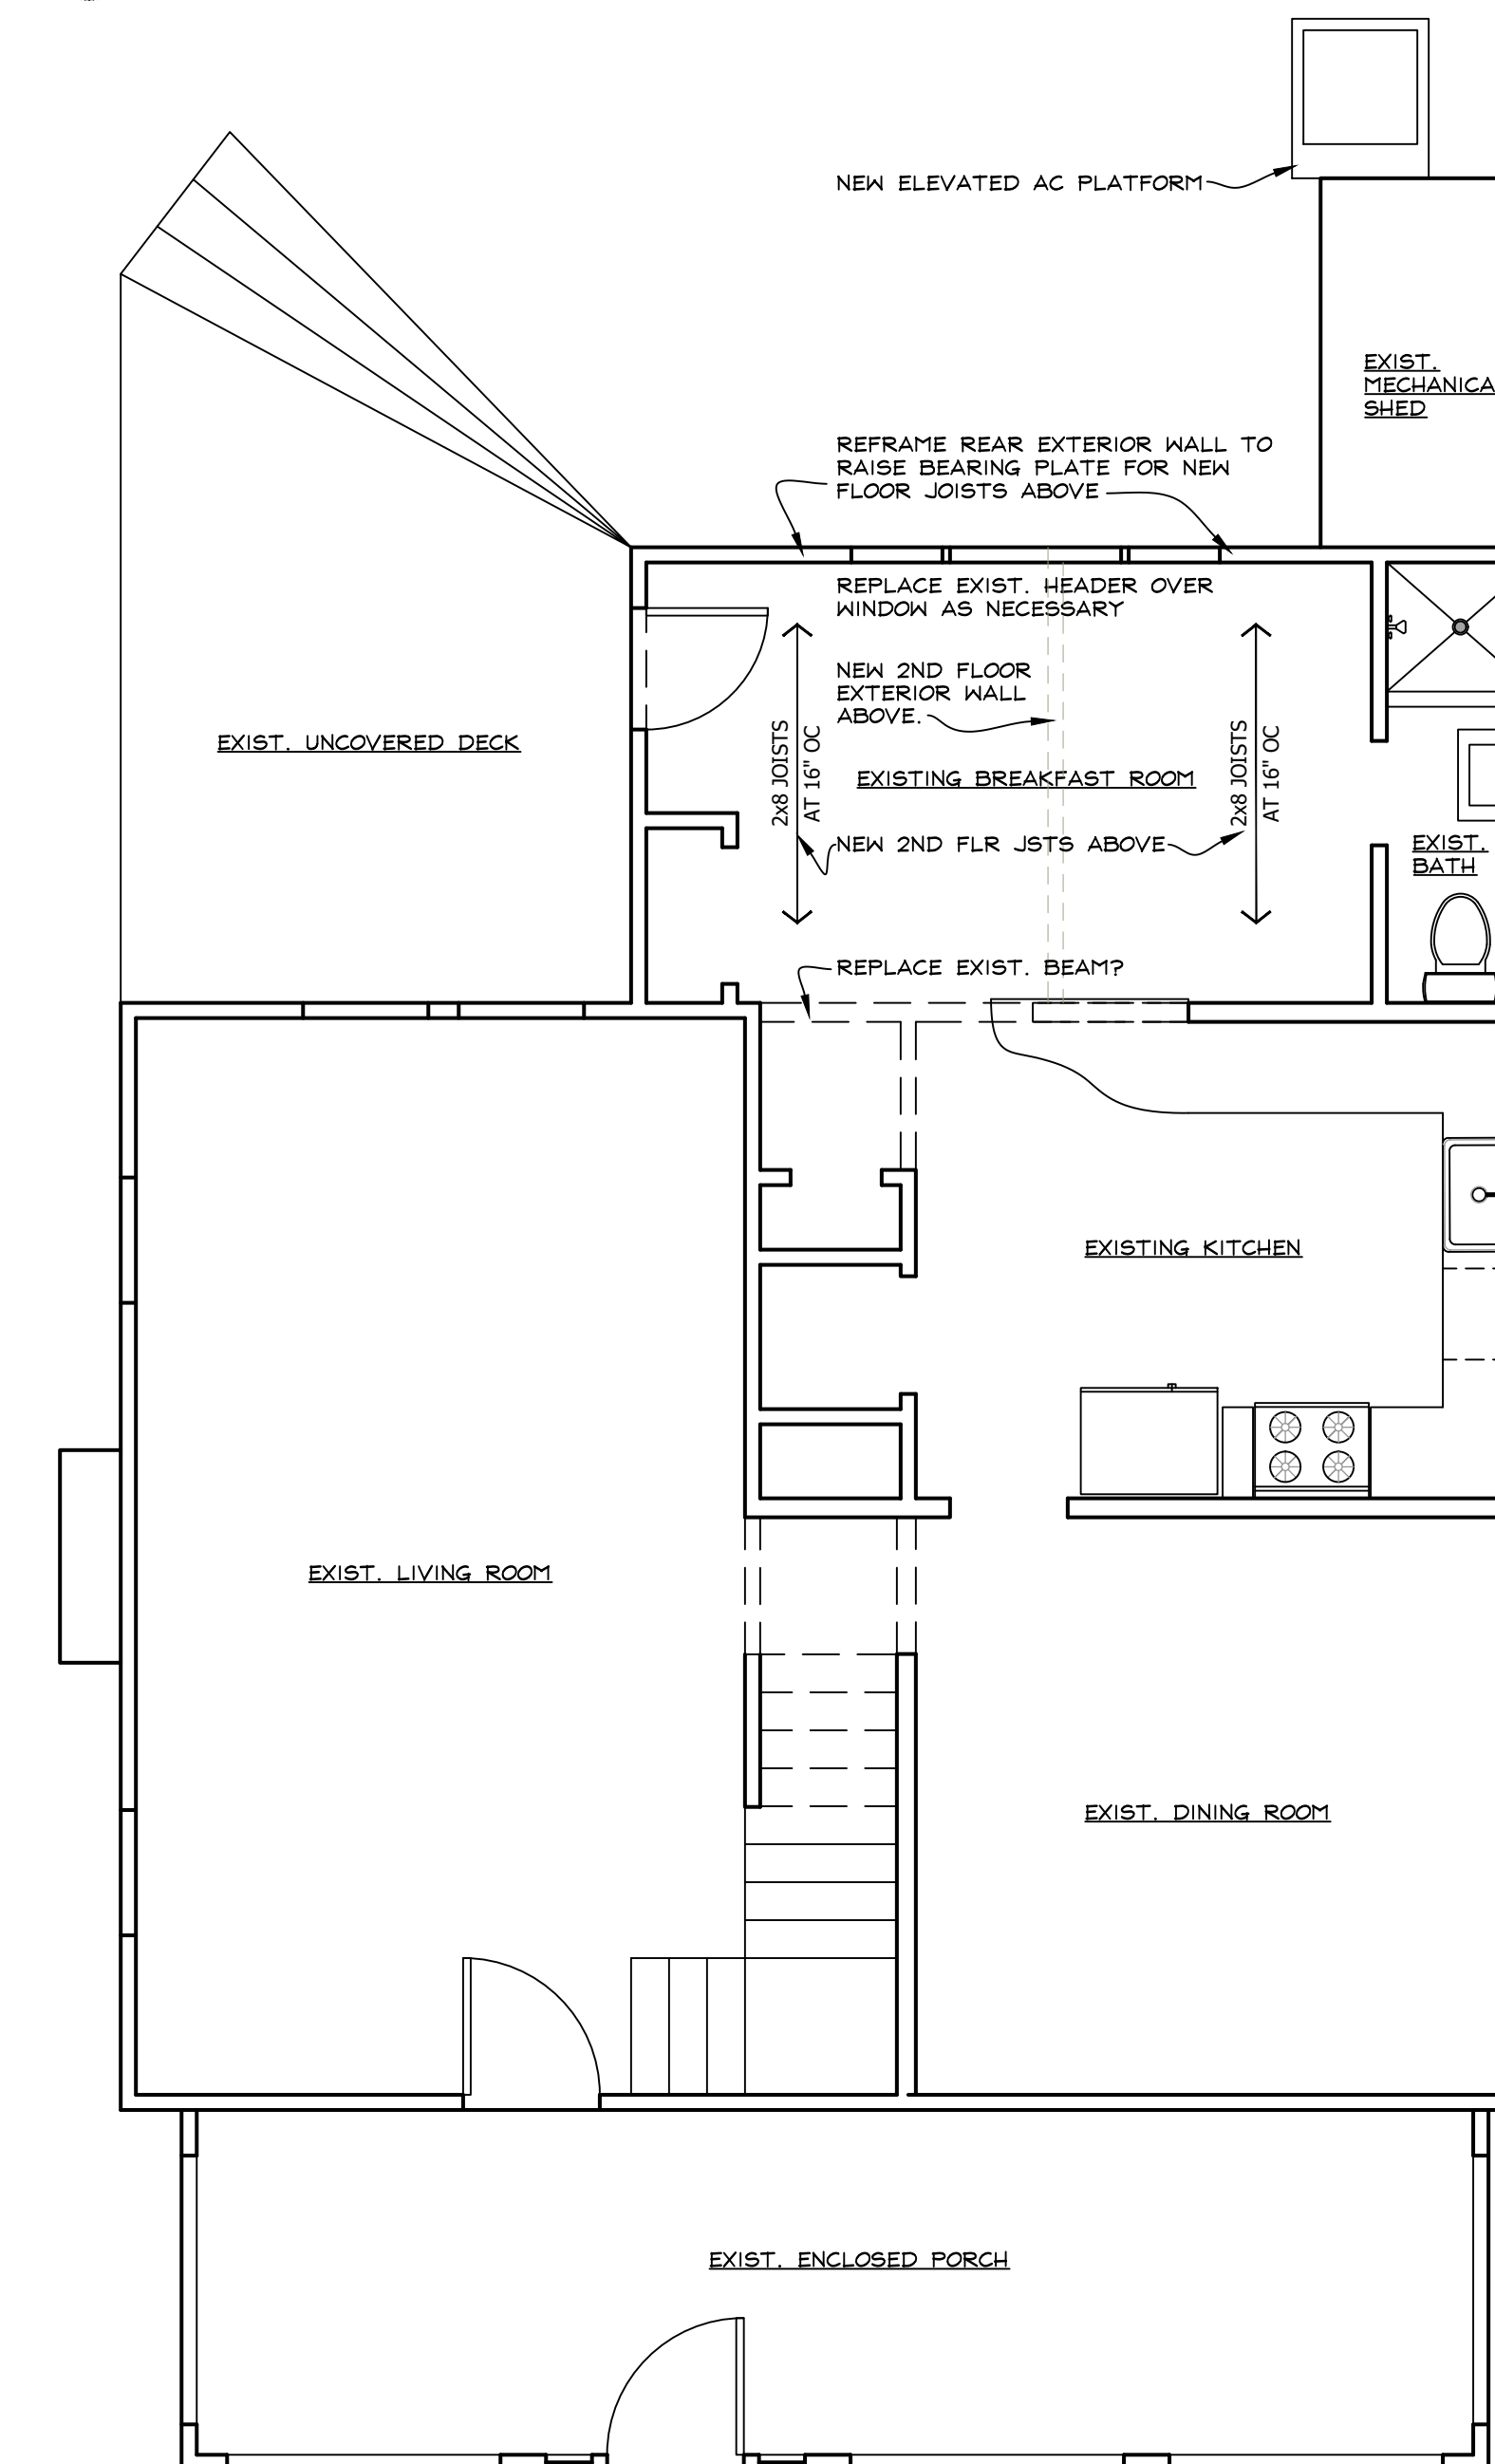 NEW ELEVATED AC PLATFORM
EXIST.
MECHANICA
SHED
REFRAME REAR EXTERIOR WALL TO
RAISE BEARING PLATE FOR NEW
FLOOR JOISTS ABOVE
REPLACE EXIST. HEADER OVER
WINDOW AS NECESSARY
NEW 2ND FLOOR
EXTERIOR WALL
ABOVE.
EXIST. UNCOVERED DECK
2x8 JOISTS
AT 16" OC
EXISTING BREAKFAST ROOM
2x8 JOISTS
AT 16" OC
NEW 2ND FLR JSTS ABOVE
EXIST.
BATH
REPLACE EXIST. BEAM?
EXISTING KITCHEN
EXIST. LIVING ROOM
EXIST. DINING ROOM
EXIST. ENCLOSED PORCH